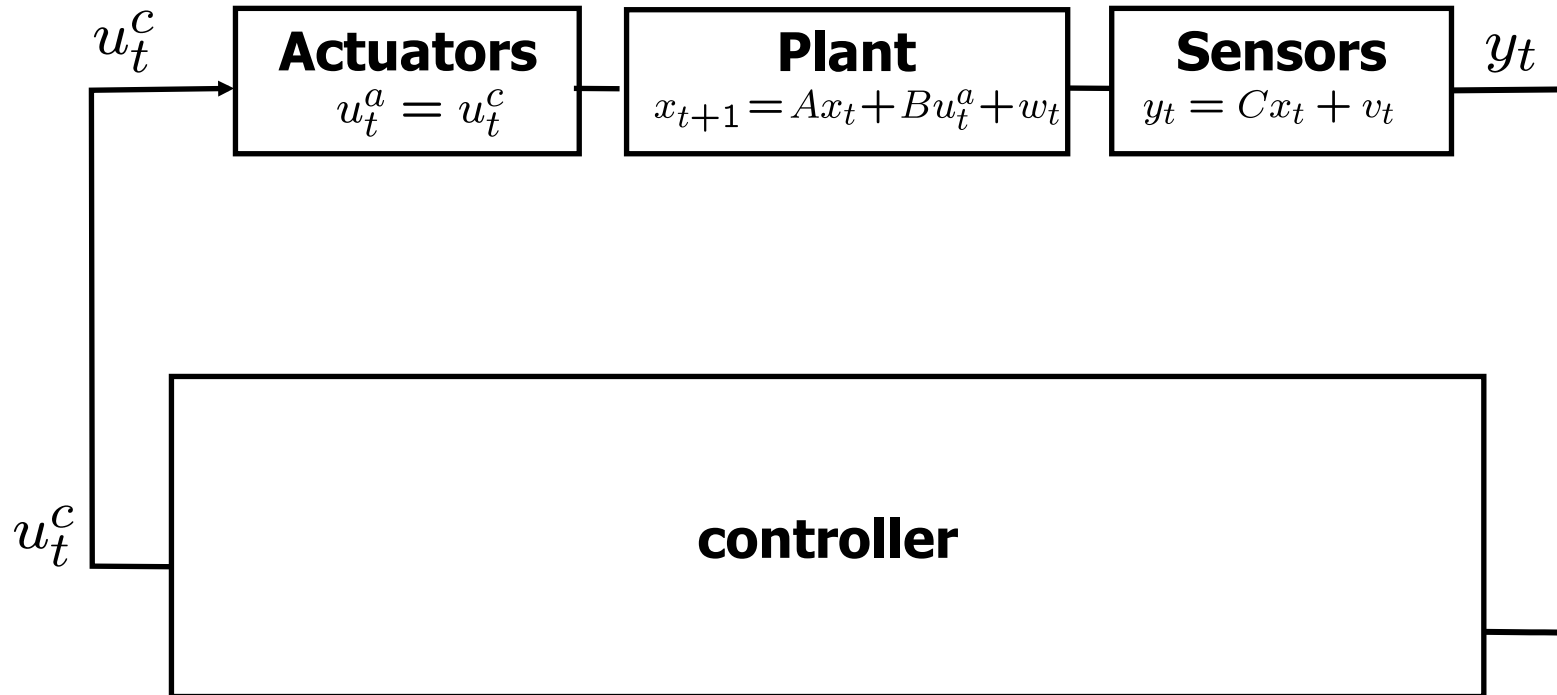 u_t^c
Actuators
u_t^a = u_t^c
Plant
x_{t+1} = Ax_t + Bu_t^a + w_t
Sensors
y_t = Cx_t + v_t
y_t
u_t^c
controller